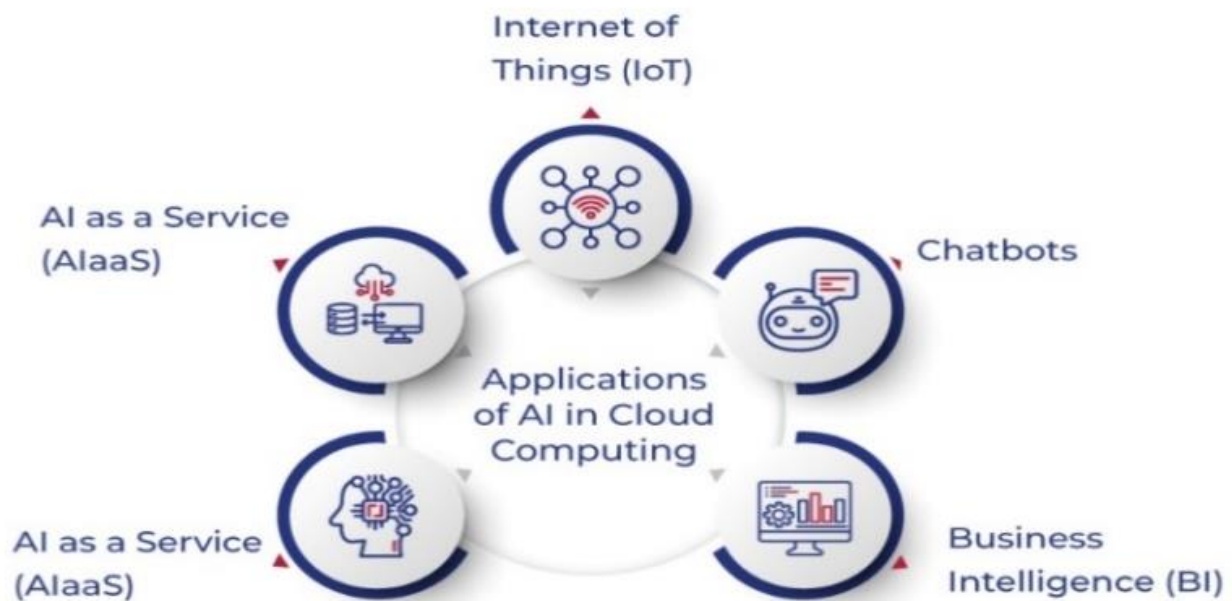 Internet of
Things (IoT)
AI as a Service
(AIaaS)
Chatbots
Applications
of AI in Cloud
Computing
AI as a Service
(AIaaS)
Business
Intelligence (BI)